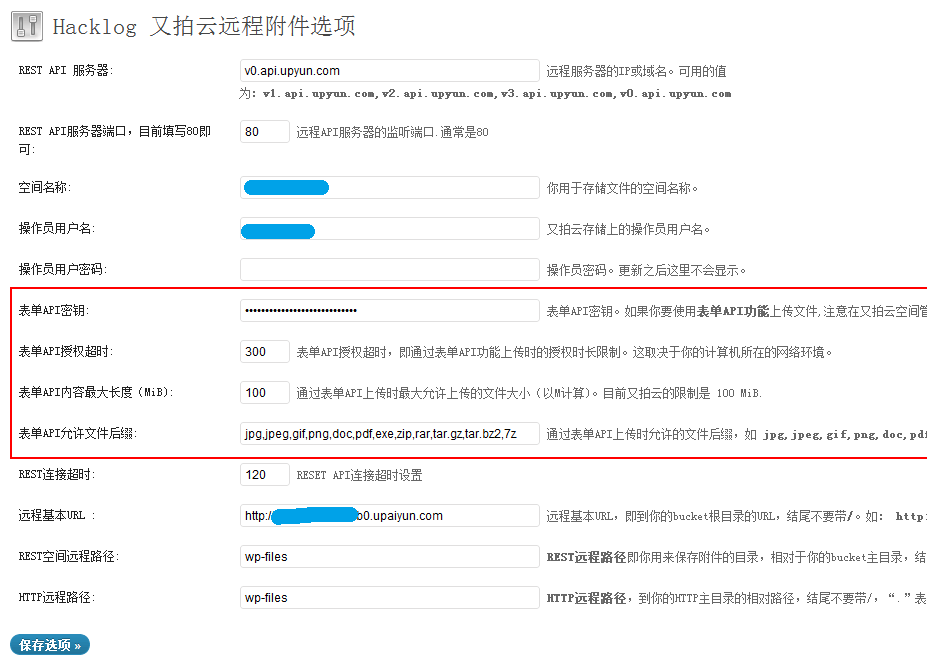 Hacklog 又拍云远程附件选项
REST API 服务器: v0.api.upyun.com 远程服务器的IP或域名。可用的值
为: v1.api.upyun.com,v2.api.upyun.com,v3.api.upyun.com,v0.api.upyun.com
REST API服务器端口，目前填写80即 80 远程API服务器的监听端口.通常是80
可:
空间名称: 你用于存储文件的空间名称。
操作员用户名: 又拍云存储上的操作员用户名。
操作员用户密码: 操作员密码。更新之后这里不会显示。
表单API密钥: 表单API密钥。如果你要使用表单API功能上传文件,注意在又拍云空间管
表单API授权超时: 300 表单API授权超时，即通过表单API功能上传时的授权时长限制。这取决于你的计算机所在的网络环境。
表单API内容最大长度（MiB）: 100 通过表单API上传时最大允许上传的文件大小（以M计算）。目前又拍云的限制是 100 MiB.
表单API允许文件后缀: jpg,jpeg,gif,png,doc,pdf,exe,zip,rar,tar.gz,tar.bz2,7z 通过表单API上传时允许的文件后缀，如 jpg,jpeg,gif,png,doc,pdf
REST连接超时: 120 RESET API连接超时设置
远程基本URL : http:/ b0.upaiyun.com 远程基本URL，即到你的bucket根目录的URL，结尾不要带/。如: http:
REST空间远程路径: wp-files REST远程路径即你用来保存附件的目录，相对于你的bucket主目录，结
HTTP远程路径: wp-files HTTP远程路径，到你的HTTP主目录的相对路径，结尾不要带/，“.”表
保存选项 »